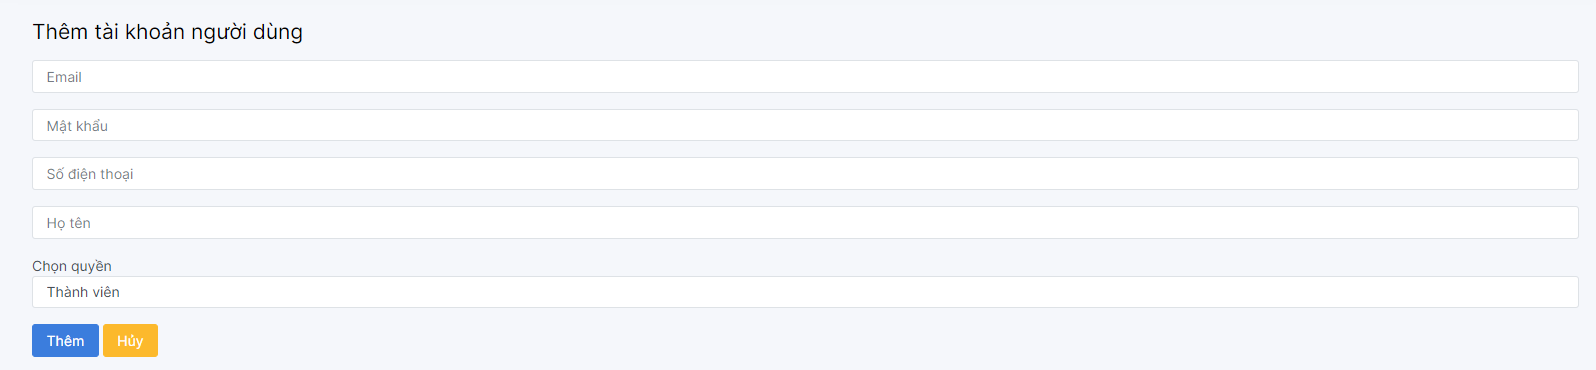 Thêm tài khoản người dùng
Email
Mật khẩu
Số điện thoại
Họ tên
Chọn quyền
Thành viên
Thêm Hủy